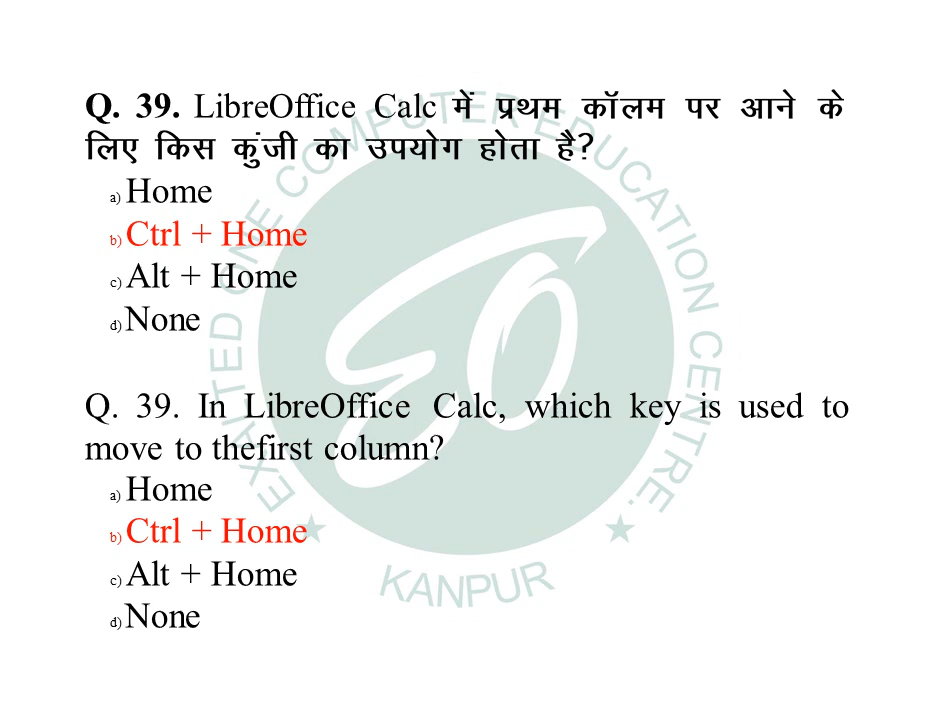 Q. 39. LibreOffice Calc में प्रथम कॉलम पर आने के
लिए किस कुंजी का उपयोग होता है?
a) Home
b) Ctrl + Home
c) Alt + Home
d) None
Q. 39. In LibreOffice Calc, which key is used to
move to thefirst column?
a) Home
b) Ctrl + Home
c) Alt + Home
d) None
EXALTED ONE COMPUTER EDUCATION CENTRE.
KANPUR